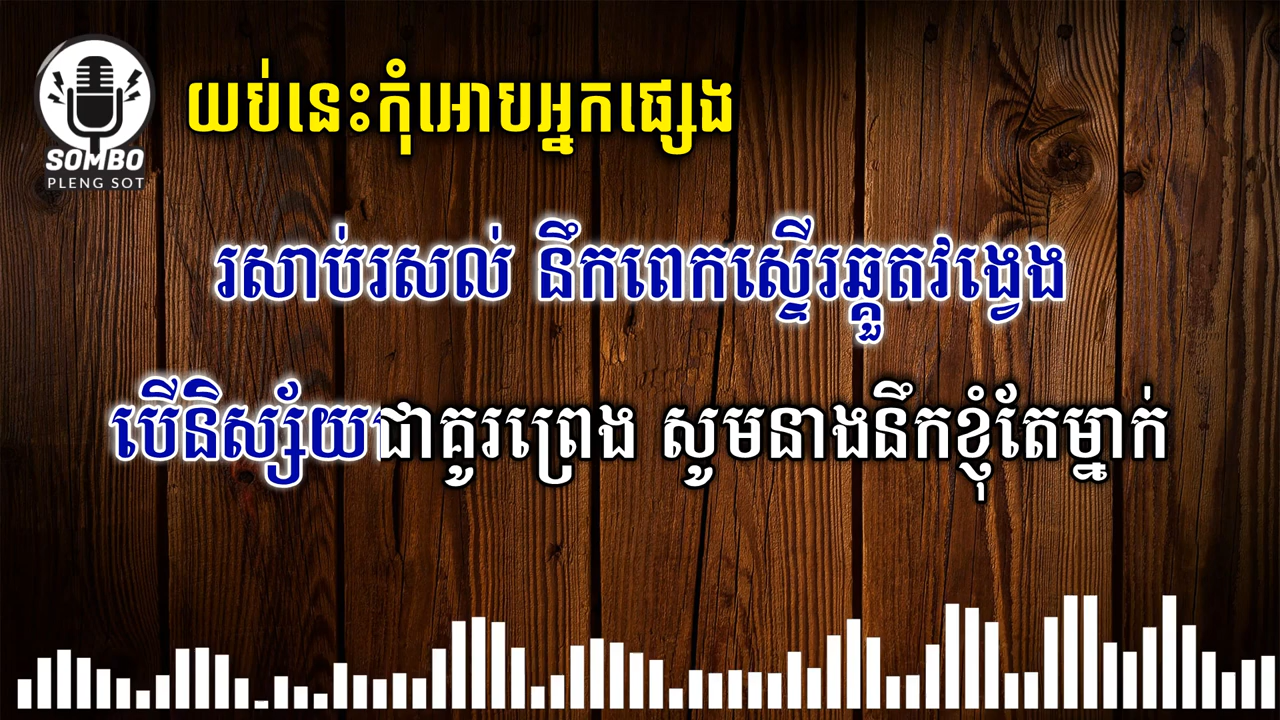 យប់នេះកុំអោបអ្នកផ្សេង
SOMBO
PLENG SOT
រសាប់រសល់ នឹកពេកស្ទើរឆ្គួតវង្វេង
បើនិស្ស័យជាគូរព្រេង សូមនាងនឹកខ្ញុំតែម្នាក់